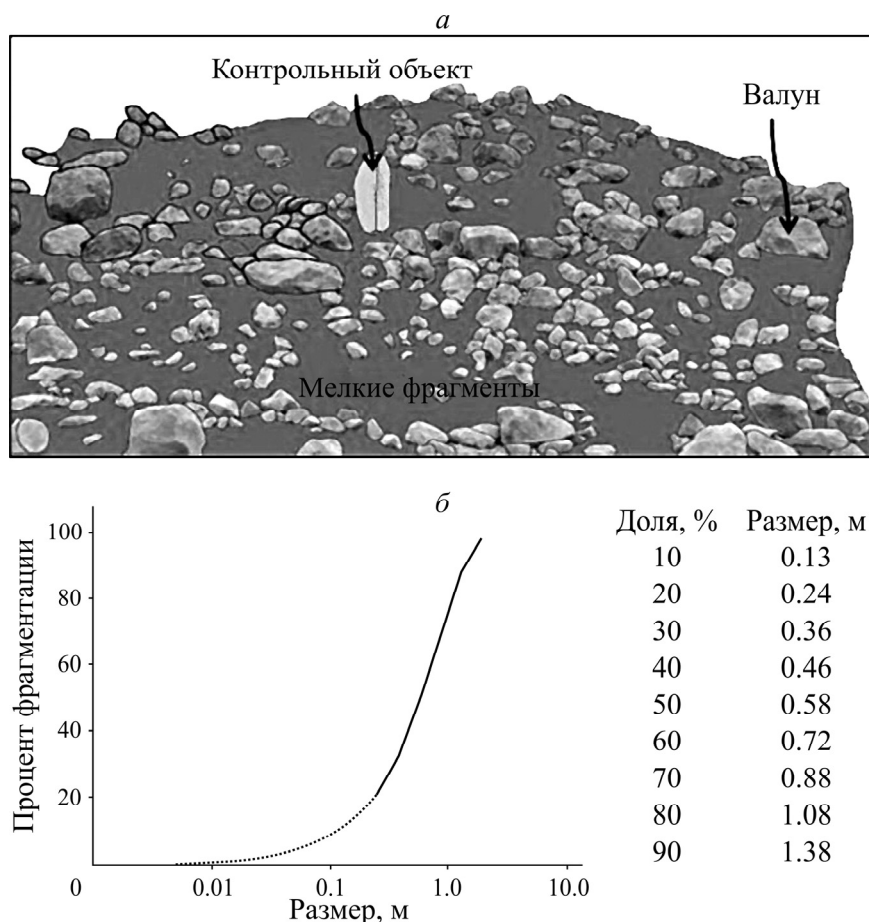 а
Контрольный объект
Валун
Мелкие фрагменты
б
Процент фрагментации
100
80
60
40
20
0
0.01
0.1
1.0
10.0
Размер, м
Доля, % Размер, м
10 0.13
20 0.24
30 0.36
40 0.46
50 0.58
60 0.72
70 0.88
80 1.08
90 1.38